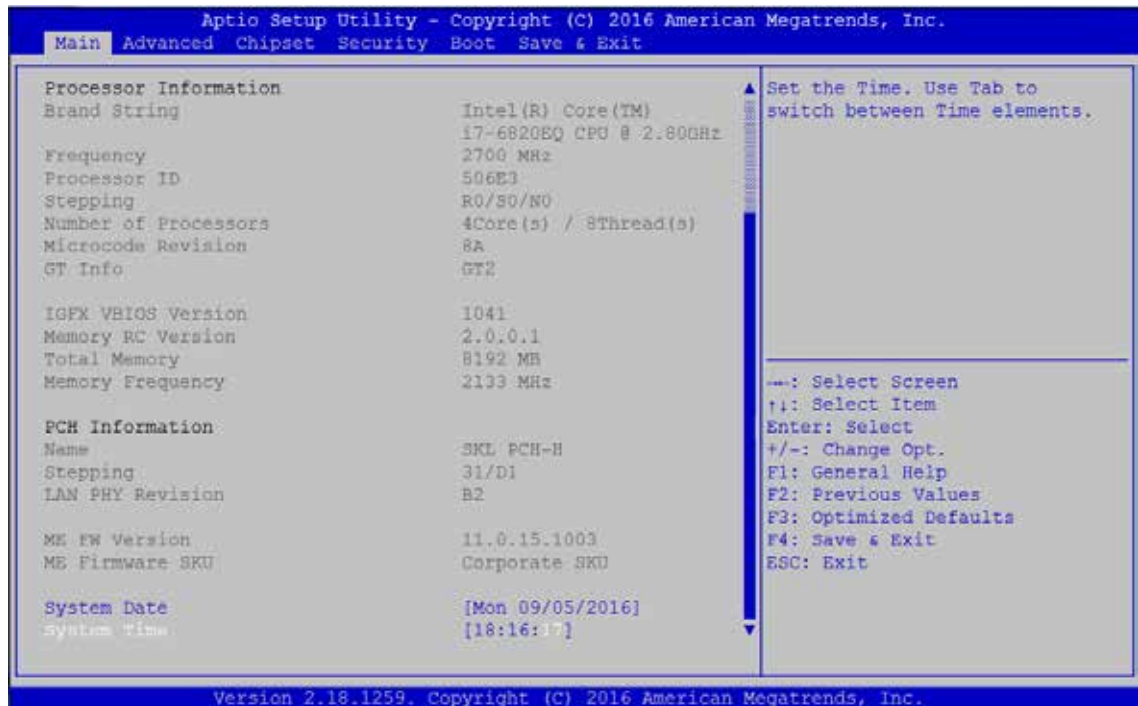 Aptio Setup Utility - Copyright (C) 2016 American Megatrends, Inc.
Main Advanced Chipset Security Boot Save & Exit
Processor Information
Brand String Intel(R) Core(TM)
i7-6820EQ CPU @ 2.80GHz
Frequency 2700 MHz
Processor ID 506E3
Stepping R0/S0/N0
Number of Processors 4Core(s) / 8Thread(s)
Microcode Revision 8A
GT Info GT2
IGFX VBIOS Version 1041
Memory RC Version 2.0.0.1
Total Memory 8192 MB
Memory Frequency 2133 MHz
PCH Information
Name SKL PCH-H
Stepping 31/D1
LAN PHY Revision B2
ME FW Version 11.0.15.1003
ME Firmware SKU Corporate SKU
System Date [Mon 09/05/2016]
System Time [18:16:17]
Set the Time. Use Tab to
switch between Time elements.
→←: Select Screen
↑↓: Select Item
Enter: Select
+/-: Change Opt.
F1: General Help
F2: Previous Values
F3: Optimized Defaults
F4: Save & Exit
ESC: Exit
Version 2.18.1259. Copyright (C) 2016 American Megatrends, Inc.